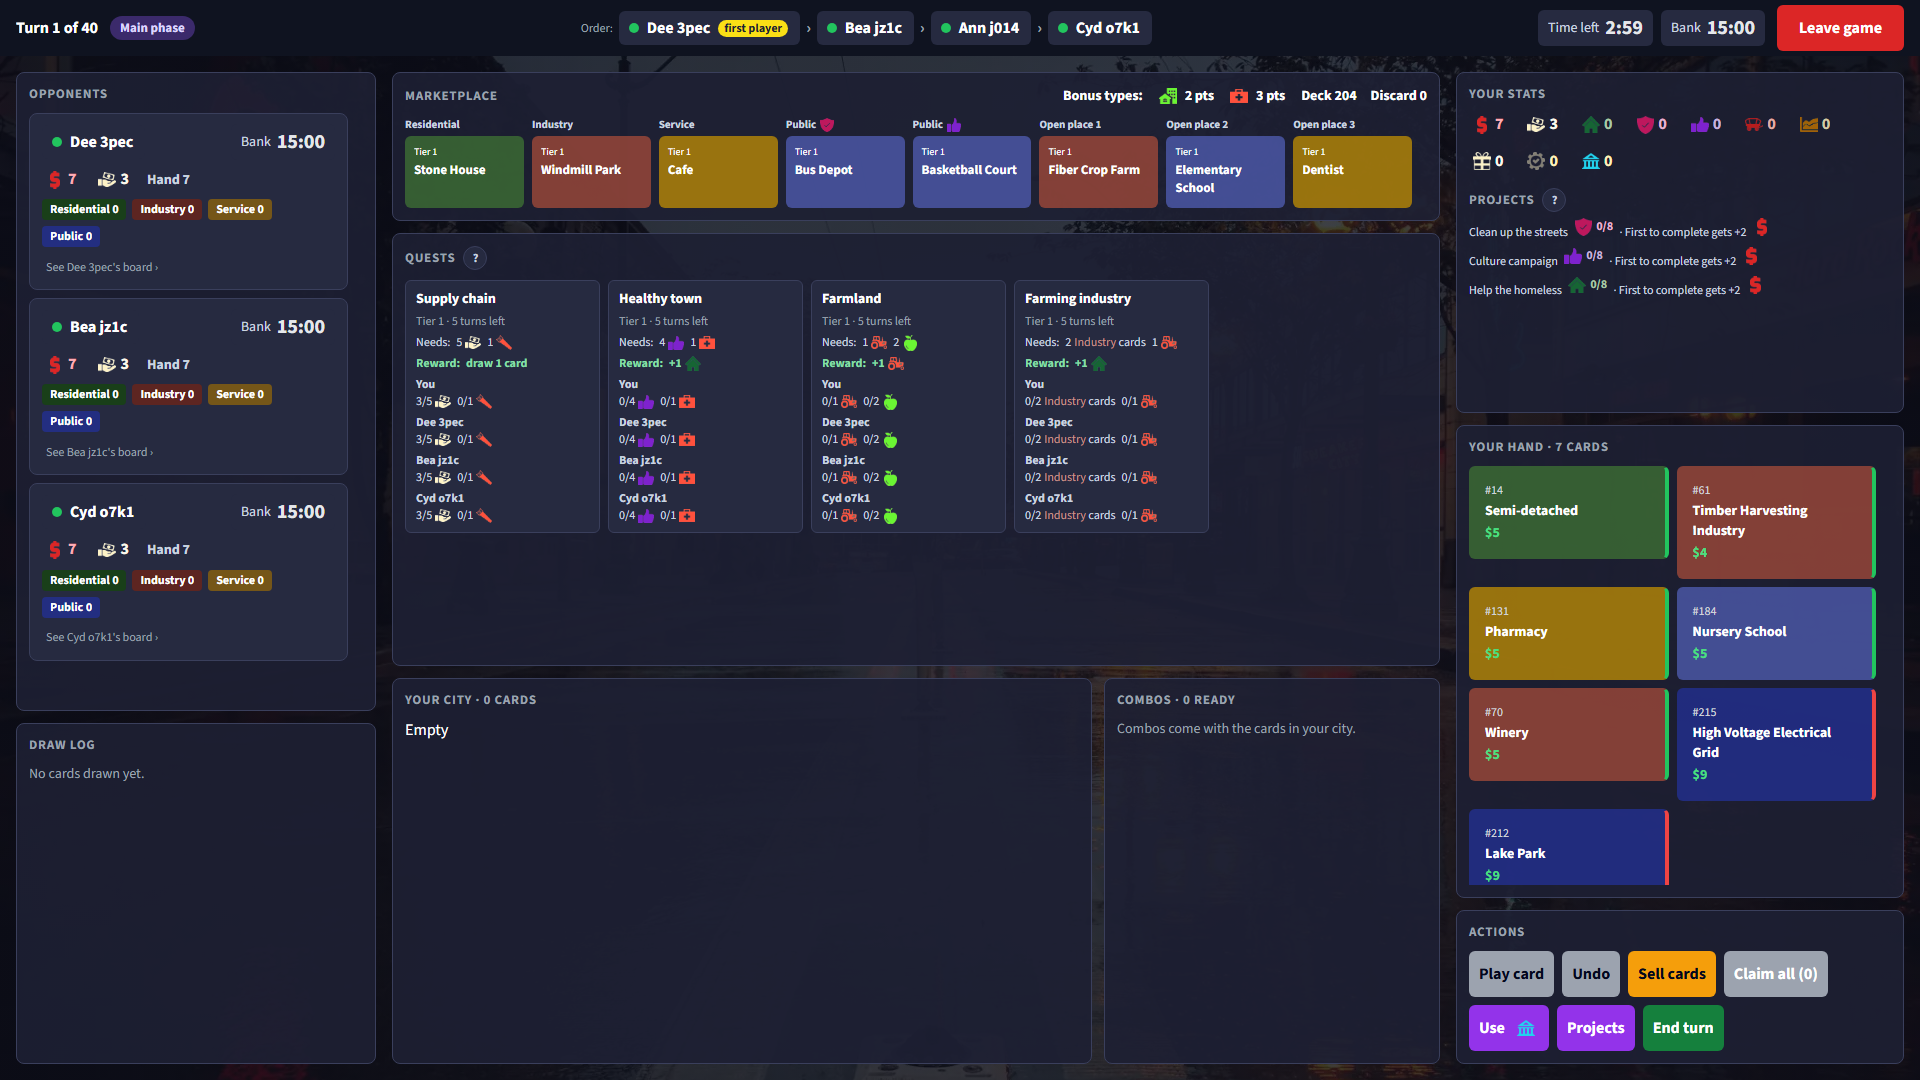 Turn 1 of 40 Main phase
Order: Dee 3pec first player › Bea jz1c › Ann j014 › Cyd o7k1
Time left 2:59 Bank 15:00 Leave game
OPPONENTS
Dee 3pec Bank 15:00
7 3 Hand 7
Residential 0 Industry 0 Service 0
Public 0
See Dee 3pec's board ›
Bea jz1c Bank 15:00
7 3 Hand 7
Residential 0 Industry 0 Service 0
Public 0
See Bea jz1c's board ›
Cyd o7k1 Bank 15:00
7 3 Hand 7
Residential 0 Industry 0 Service 0
Public 0
See Cyd o7k1's board ›
DRAW LOG
No cards drawn yet.
MARKETPLACE
Bonus types: 2 pts 3 pts Deck 204 Discard 0
Residential
Tier 1
Stone House
Industry
Tier 1
Windmill Park
Service
Tier 1
Cafe
Public
Tier 1
Bus Depot
Public
Tier 1
Basketball Court
Open place 1
Tier 1
Fiber Crop Farm
Open place 2
Tier 1
Elementary
School
Open place 3
Tier 1
Dentist
QUESTS ?
Supply chain
Tier 1 · 5 turns left
Needs: 5 1
Reward: draw 1 card
You
3/5 0/1
Dee 3pec
3/5 0/1
Bea jz1c
3/5 0/1
Cyd o7k1
3/5 0/1
Healthy town
Tier 1 · 5 turns left
Needs: 4 1
Reward: +1
You
0/4 0/1
Dee 3pec
0/4 0/1
Bea jz1c
0/4 0/1
Cyd o7k1
0/4 0/1
Farmland
Tier 1 · 5 turns left
Needs: 1 2
Reward: +1
You
0/1 0/2
Dee 3pec
0/1 0/2
Bea jz1c
0/1 0/2
Cyd o7k1
0/1 0/2
Farming industry
Tier 1 · 5 turns left
Needs: 2 Industry cards 1
Reward: +1
You
0/2 Industry cards 0/1
Dee 3pec
0/2 Industry cards 0/1
Bea jz1c
0/2 Industry cards 0/1
Cyd o7k1
0/2 Industry cards 0/1
YOUR CITY · 0 CARDS
Empty
COMBOS · 0 READY
Combos come with the cards in your city.
YOUR STATS
7 3 0 0 0 0 0
0 0 0
PROJECTS ?
Clean up the streets 0/8 · First to complete gets +2
Culture campaign 0/8 · First to complete gets +2
Help the homeless 0/8 · First to complete gets +2
YOUR HAND · 7 CARDS
#14
Semi-detached
$5
#61
Timber Harvesting
Industry
$4
#131
Pharmacy
$5
#184
Nursery School
$5
#70
Winery
$5
#215
High Voltage Electrical
Grid
$9
#212
Lake Park
$9
ACTIONS
Play card Undo Sell cards Claim all (0)
Use Projects End turn